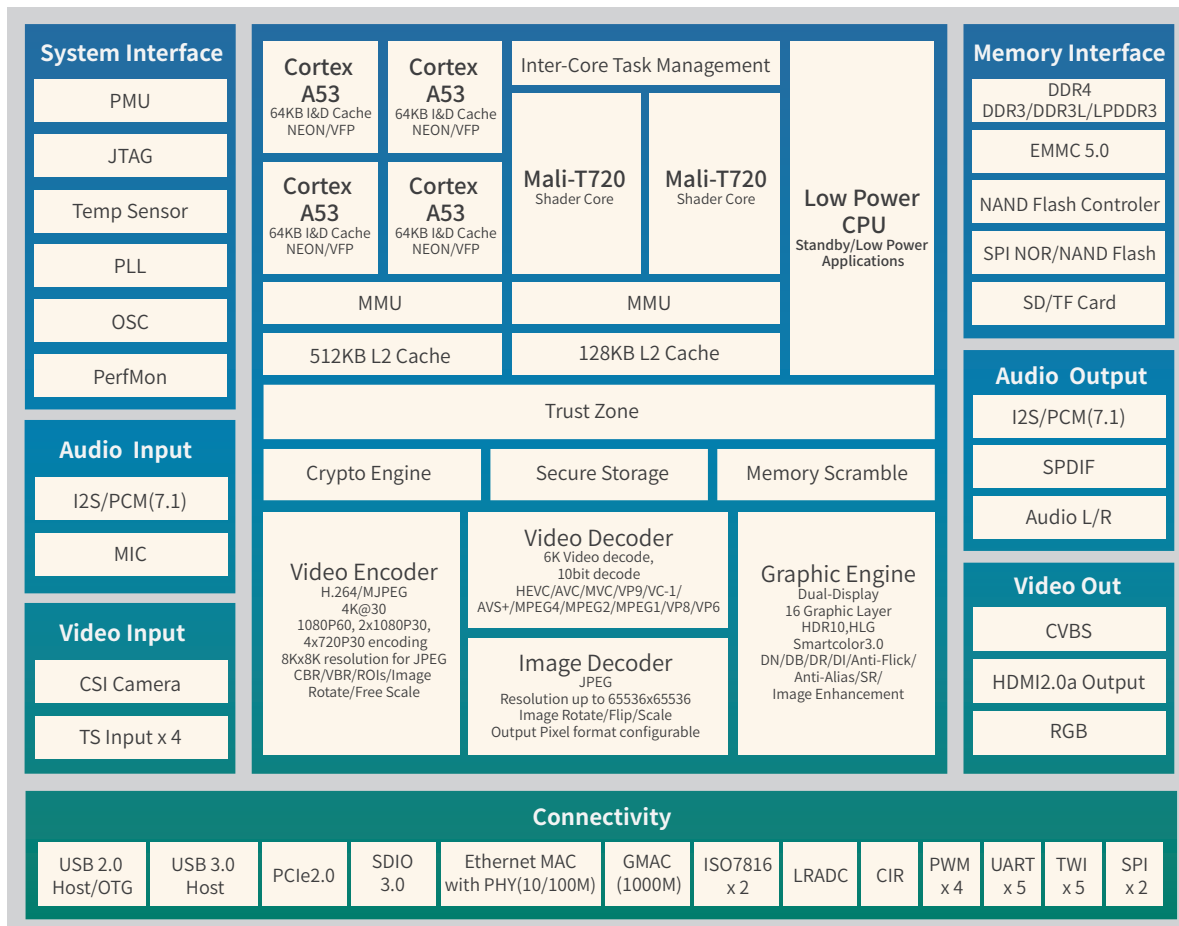 System Interface
PMU
JTAG
Temp Sensor
PLL
OSC
PerfMon
Audio Input
I2S/PCM(7.1)
MIC
Video Input
CSI Camera
TS Input x 4
Cortex
A53
64KB I&D Cache
NEON/VFP
Cortex
A53
64KB I&D Cache
NEON/VFP
Cortex
A53
64KB I&D Cache
NEON/VFP
Cortex
A53
64KB I&D Cache
NEON/VFP
MMU
512KB L2 Cache
Inter-Core Task Management
Mali-T720
Shader Core
Mali-T720
Shader Core
MMU
128KB L2 Cache
Low Power
CPU
Standby/Low Power
Applications
Trust Zone
Crypto Engine
Secure Storage
Memory Scramble
Video Encoder
H.264/MJPEG
4K@30
1080P60, 2x1080P30,
4x720P30 encoding
8Kx8K resolution for JPEG
CBR/VBR/ROIs/Image
Rotate/Free Scale
Video Decoder
6K Video decode,
10bit decode
HEVC/AVC/MVC/VP9/VC-1/
AVS+/MPEG4/MPEG2/MPEG1/VP8/VP6
Image Decoder
JPEG
Resolution up to 65536x65536
Image Rotate/Flip/Scale
Output Pixel format configurable
Graphic Engine
Dual-Display
16 Graphic Layer
HDR10,HLG
Smartcolor3.0
DN/DB/DR/DI/Anti-Flick/
Anti-Alias/SR/
Image Enhancement
Memory Interface
DDR4
DDR3/DDR3L/LPDDR3
EMMC 5.0
NAND Flash Controler
SPI NOR/NAND Flash
SD/TF Card
Audio Output
I2S/PCM(7.1)
SPDIF
Audio L/R
Video Out
CVBS
HDMI2.0a Output
RGB
Connectivity
USB 2.0
Host/OTG
USB 3.0
Host
PCIe2.0
SDIO
3.0
Ethernet MAC
with PHY(10/100M)
GMAC
(1000M)
ISO7816
x 2
LRADC
CIR
PWM
x 4
UART
x 5
TWI
x 5
SPI
x 2